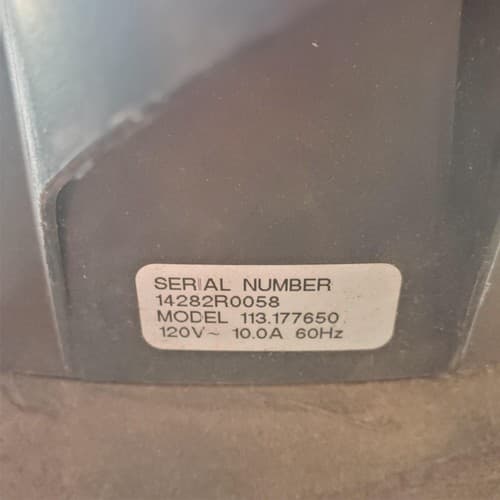 SERIAL NUMBER
14282R0058
MODEL 113.177650
120V~ 10.0A 60Hz